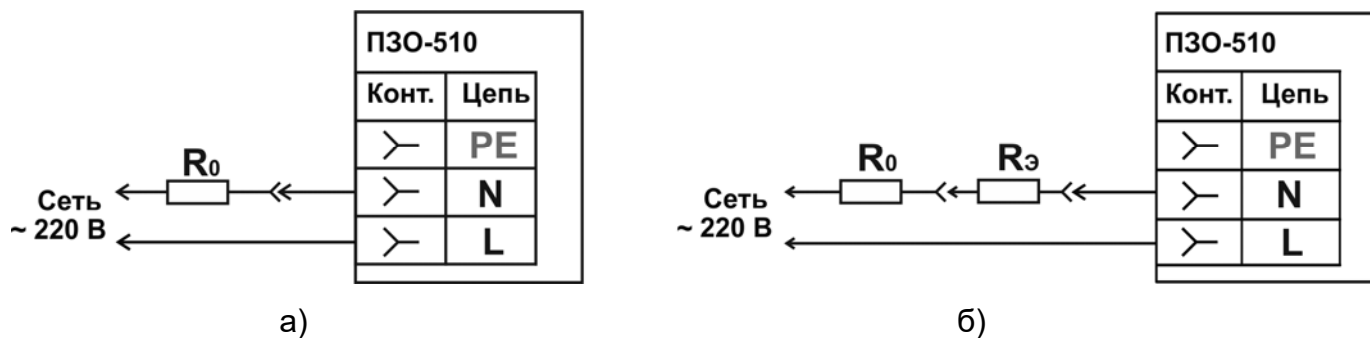 ПЗО-510
Конт. Цепь
PE
R0
N
Сеть
~ 220 В
L
а)
ПЗО-510
Конт. Цепь
PE
R0 RЭ
N
Сеть
~ 220 В
L
б)